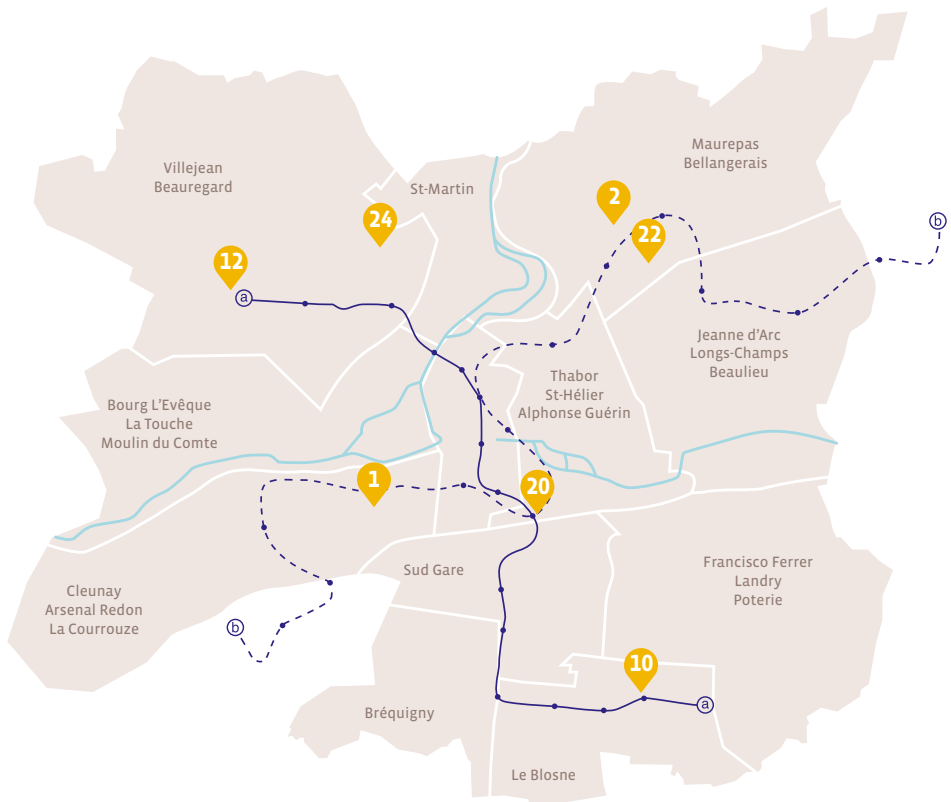 Maurepas
Bellangerais
Villejean
Beauregard
St-Martin
2
24
22
b
12
a
Jeanne d'Arc
Longs-Champs
Beaulieu
Thabor
St-Hélier
Alphonse Guérin
Bourg L'Evêque
La Touche
Moulin du Comte
1
20
Sud Gare
Francisco Ferrer
Landry
Poterie
Cleunay
Arsenal Redon
La Courrouze
b
10
a
Bréquigny
Le Blosne